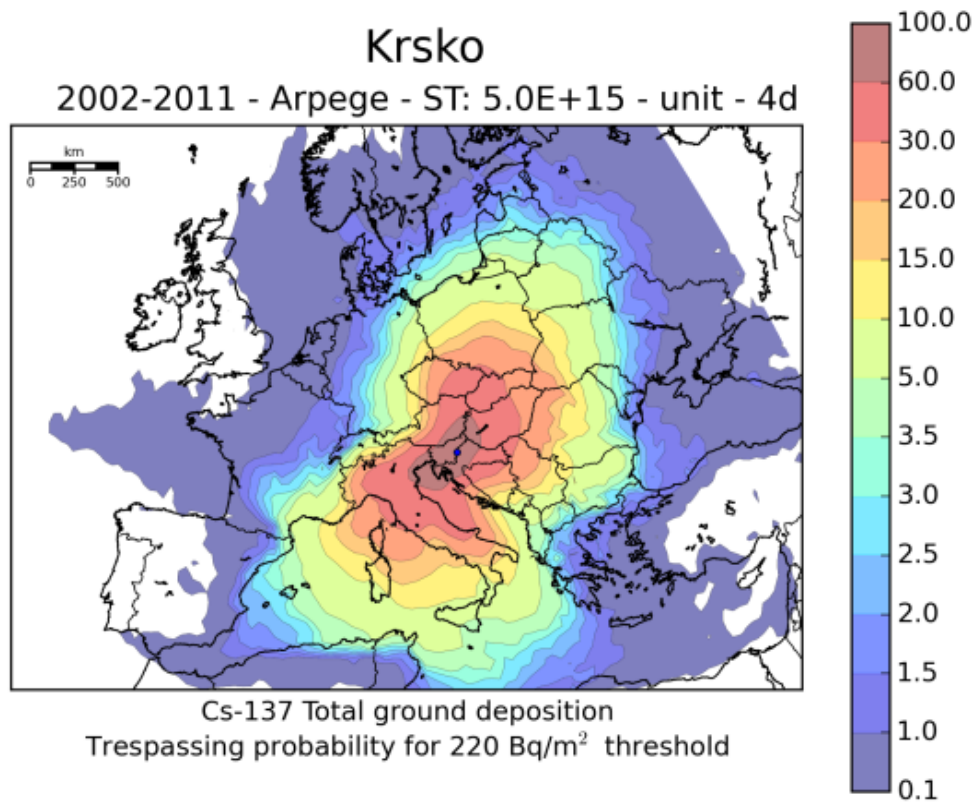 Krsko
2002-2011 - Arpege - ST: 5.0E+15 - unit - 4d
km
0 250 500
100.0
60.0
30.0
20.0
15.0
10.0
5.0
3.5
3.0
2.5
2.0
1.5
1.0
0.1
Cs-137 Total ground deposition
Trespassing probability for 220 Bq/m² threshold